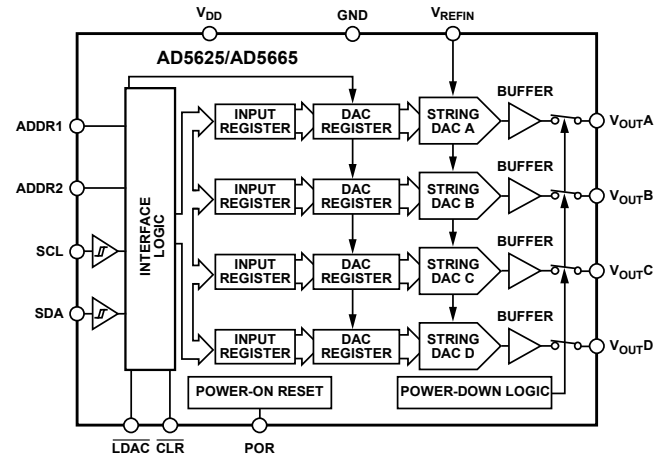 VDD
GND
VREFIN
AD5625/AD5665
BUFFER
ADDR1
INPUT
REGISTER
DAC
REGISTER
STRING
DAC A
VOUTA
ADDR2
INTERFACE
LOGIC
BUFFER
INPUT
REGISTER
DAC
REGISTER
STRING
DAC B
VOUTB
SCL
BUFFER
INPUT
REGISTER
DAC
REGISTER
STRING
DAC C
VOUTC
SDA
BUFFER
INPUT
REGISTER
DAC
REGISTER
STRING
DAC D
VOUTD
POWER-ON RESET
POWER-DOWN LOGIC
LDAC
CLR
POR